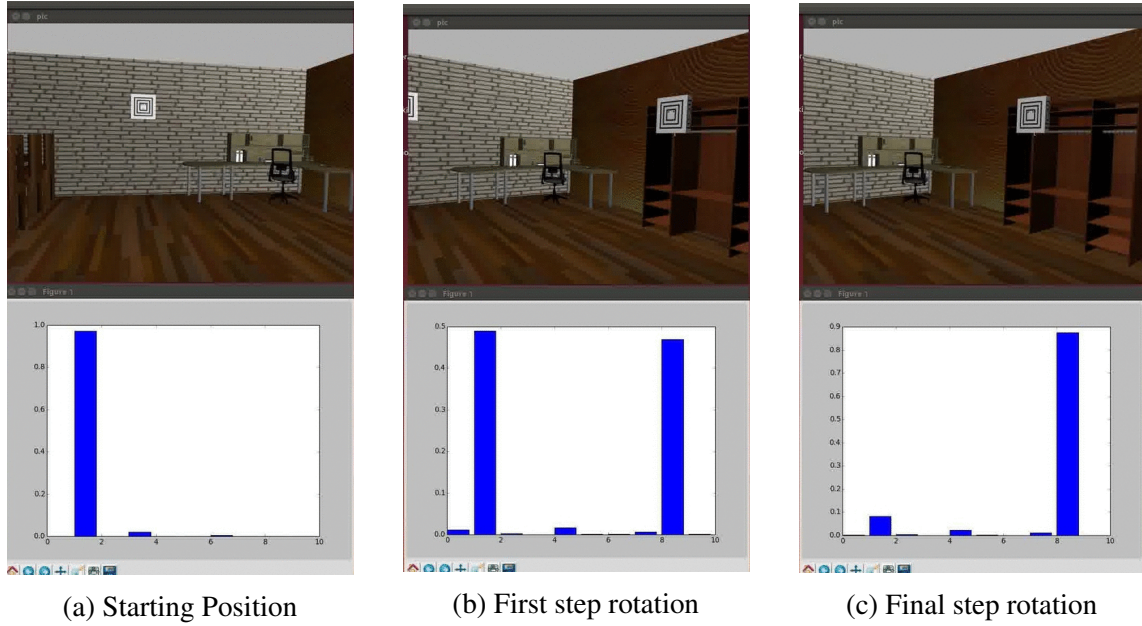 pic
pic
pic
Figure 1
Figure 1
Figure 1
1.0
0.8
0.6
0.4
0.2
0.0
0 2 4 6 8 10
0.5
0.4
0.3
0.2
0.1
0.0
0 2 4 6 8 10
0.9
0.8
0.7
0.6
0.5
0.4
0.3
0.2
0.1
0.0
0 2 4 6 8 10
(a) Starting Position
(b) First step rotation
(c) Final step rotation